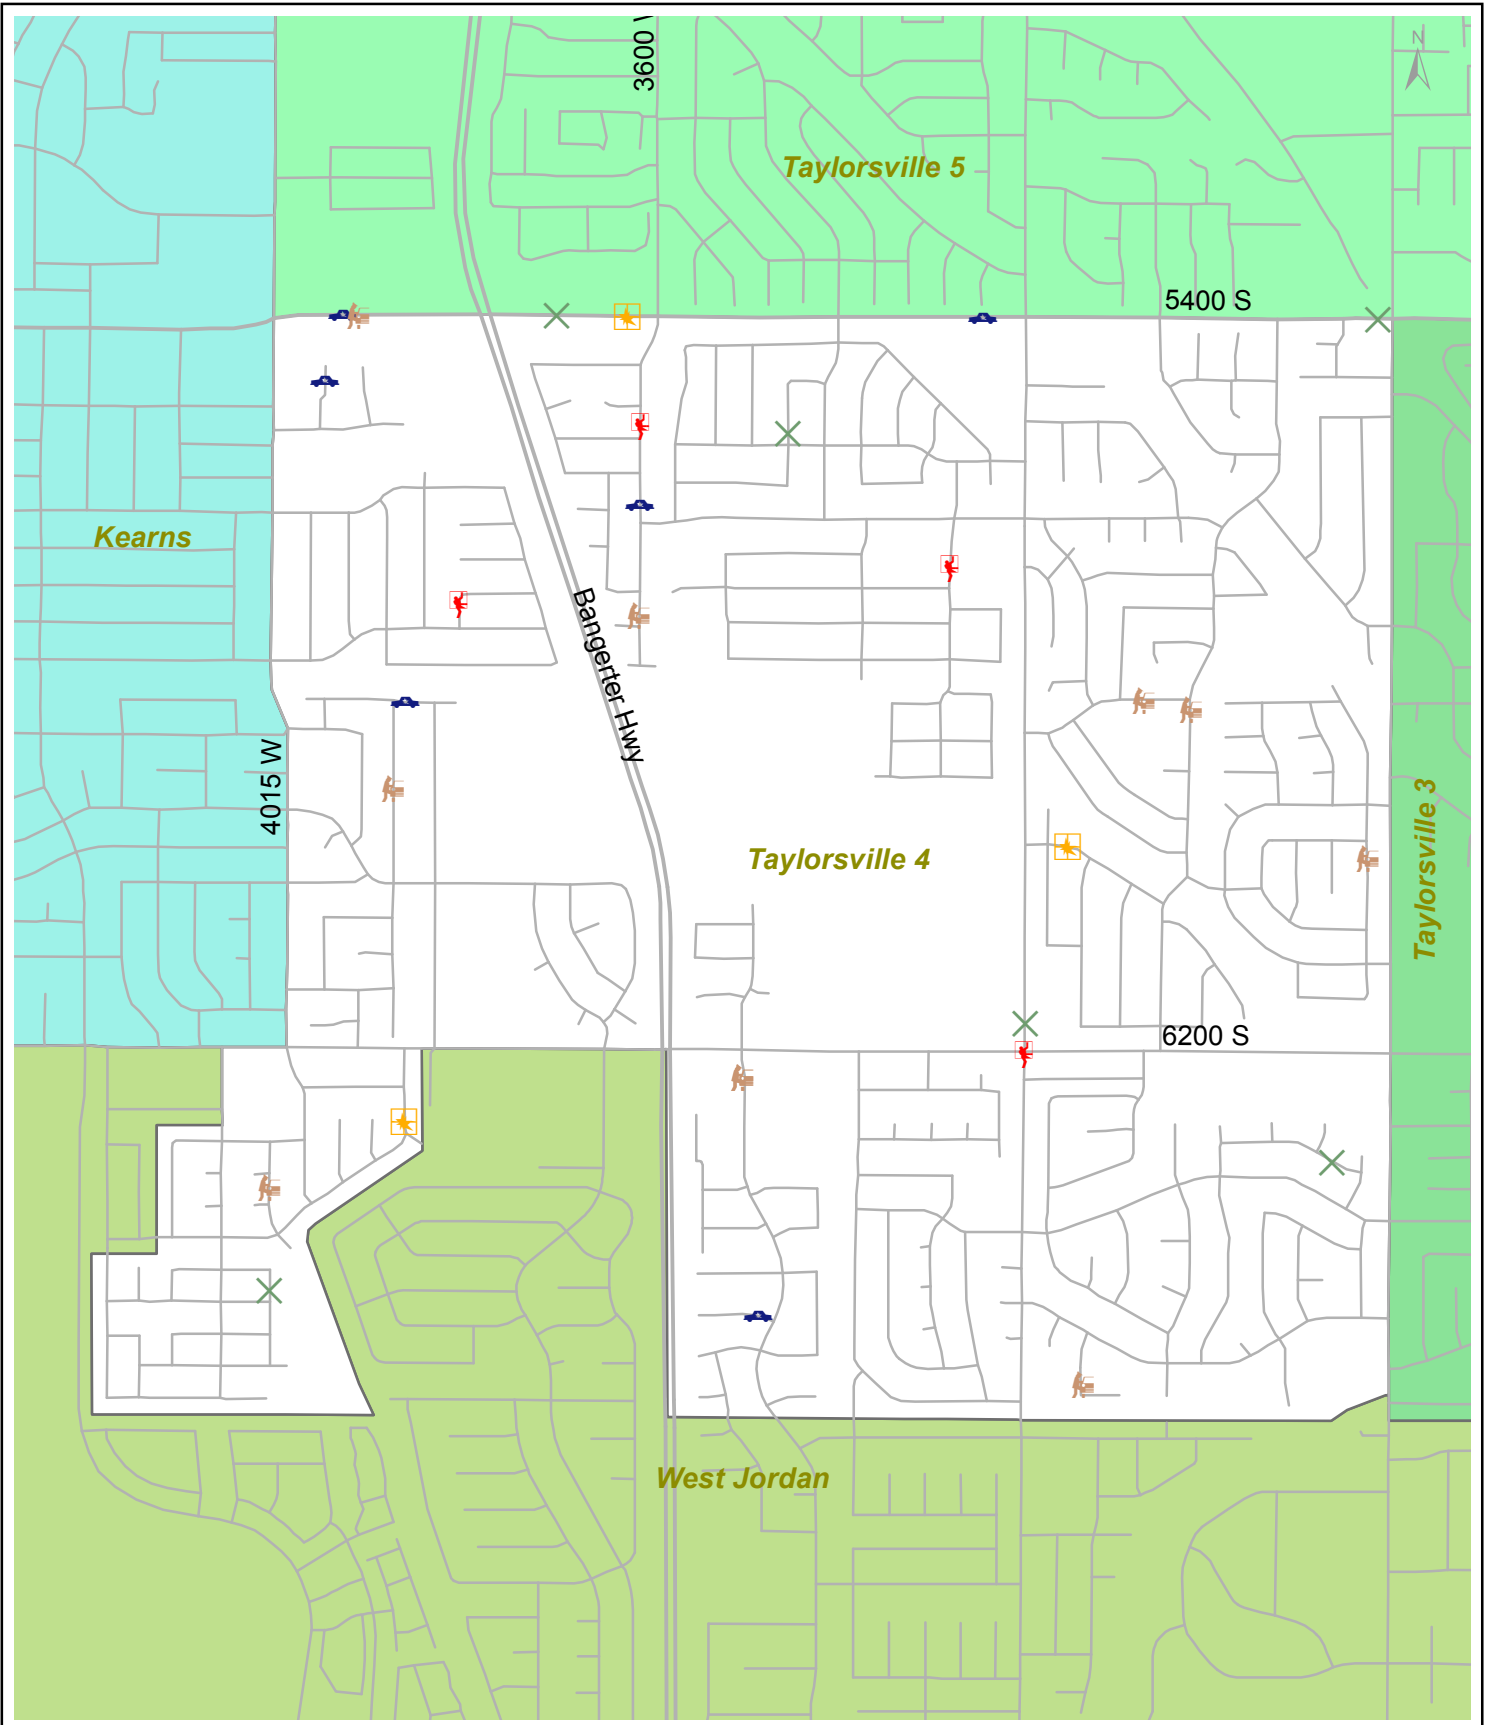 3600 W
N
Taylorsville 5
5400 S
Kearns
Bangerter Hwy
4015 W
Taylorsville 4
Taylorsville 3
6200 S
West Jordan